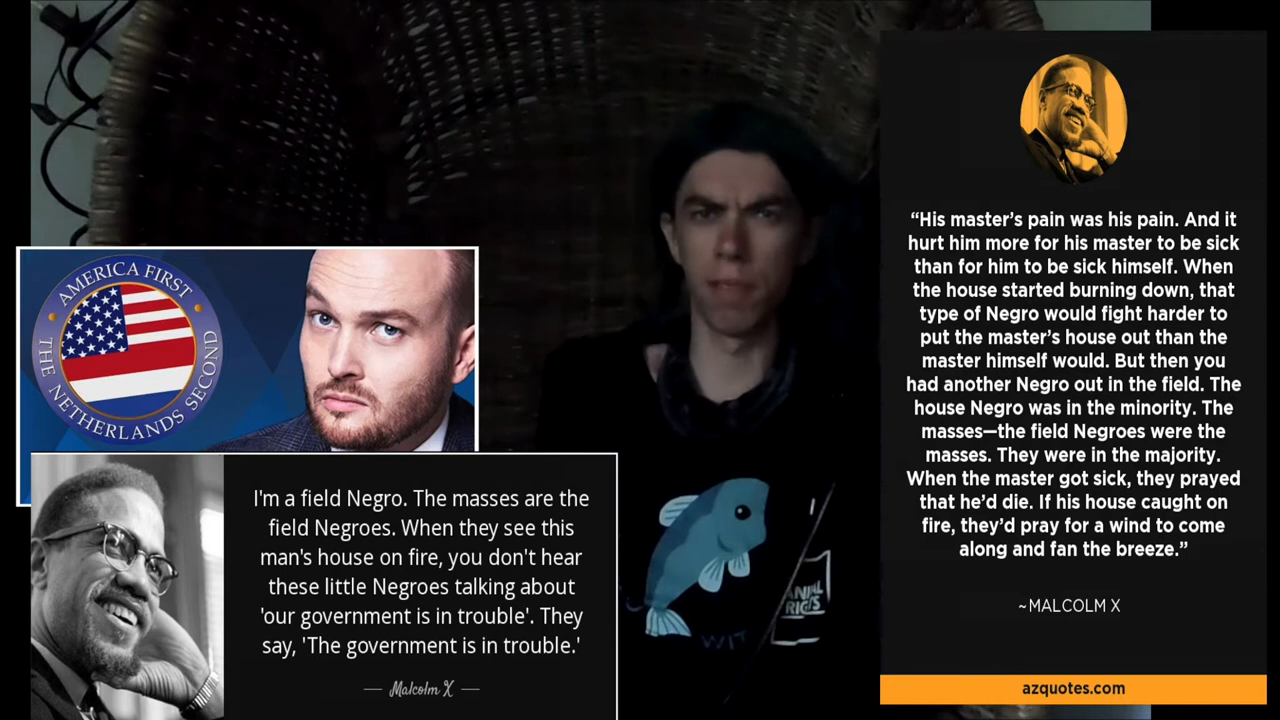 AMERICA FIRST
THE NETHERLANDS SECOND
I'm a field Negro. The masses are the
field Negroes. When they see this
man's house on fire, you don't hear
these little Negroes talking about
'our government is in trouble'. They
say, 'The government is in trouble.'
— Malcolm X —
WIT
“His master’s pain was his pain. And it
hurt him more for his master to be sick
than for him to be sick himself. When
the house started burning down, that
type of Negro would fight harder to
put the master’s house out than the
master himself would. But then you
had another Negro out in the field. The
house Negro was in the minority. The
masses—the field Negroes were the
masses. They were in the majority.
When the master got sick, they prayed
that he’d die. If his house caught on
fire, they’d pray for a wind to come
along and fan the breeze.”
~MALCOLM X
azquotes.com